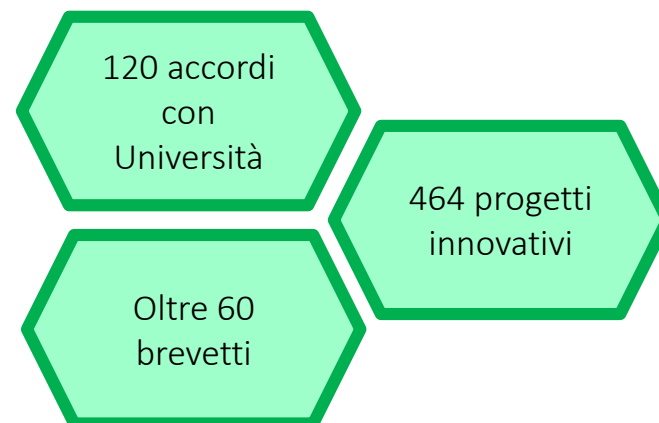 120 accordi
con
Università
464 progetti
innovativi
Oltre 60
brevetti